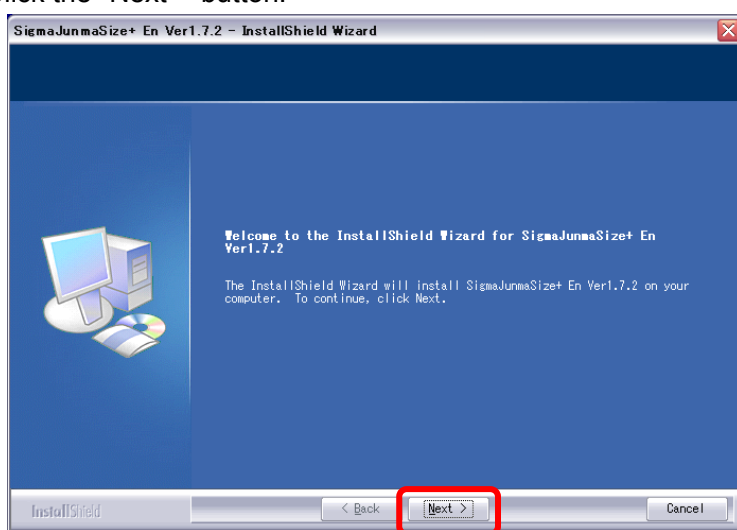 click the "Next" button.
SigmaJunmaSize+ En Ver1.7.2 - InstallShield Wizard
Welcome to the InstallShield Wizard for SigmaJunmaSize+ En
Ver1.7.2
The InstallShield Wizard will install SigmaJunmaSize+ En Ver1.7.2 on your
computer. To continue, click Next.
InstallShield
< Back
Next >
Cancel